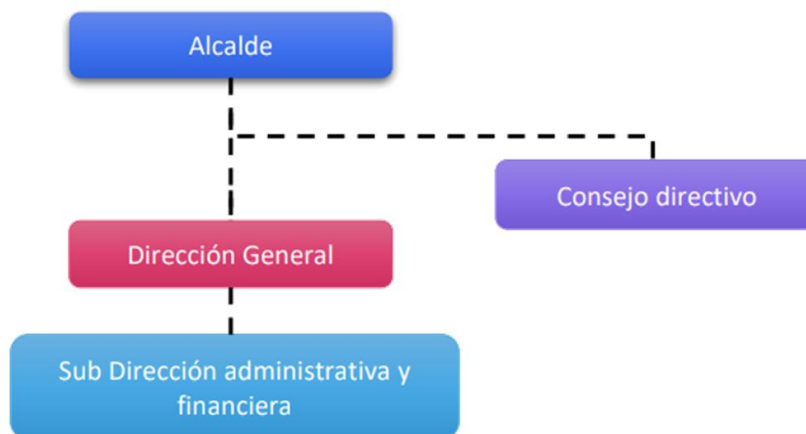 Alcalde
Consejo directivo
Dirección General
Sub Dirección administrativa y
financiera